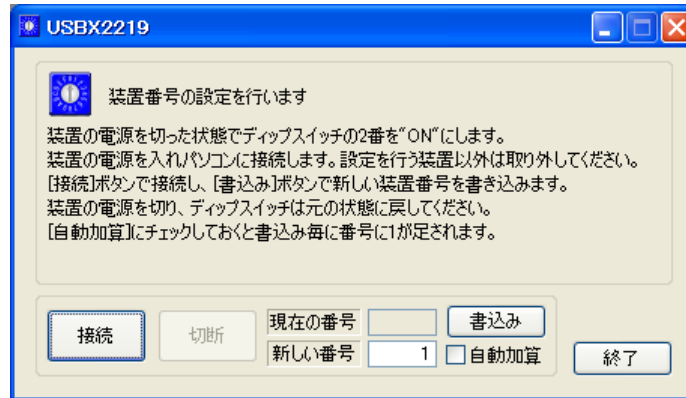 USBX2219
装置番号の設定を行います
装置の電源を切った状態でディップスイッチの2番を"ON"にします。
装置の電源を入れパソコンに接続します。設定を行う装置以外は取り外してください。
[接続]ボタンで接続し、[書込み]ボタンで新しい装置番号を書き込みます。
装置の電源を切り、ディップスイッチは元の状態に戻してください。
[自動加算]にチェックしておくと書込み毎に番号に1が足されます。
接続 切断 現在の番号 書込み
新しい番号 1 自動加算 終了